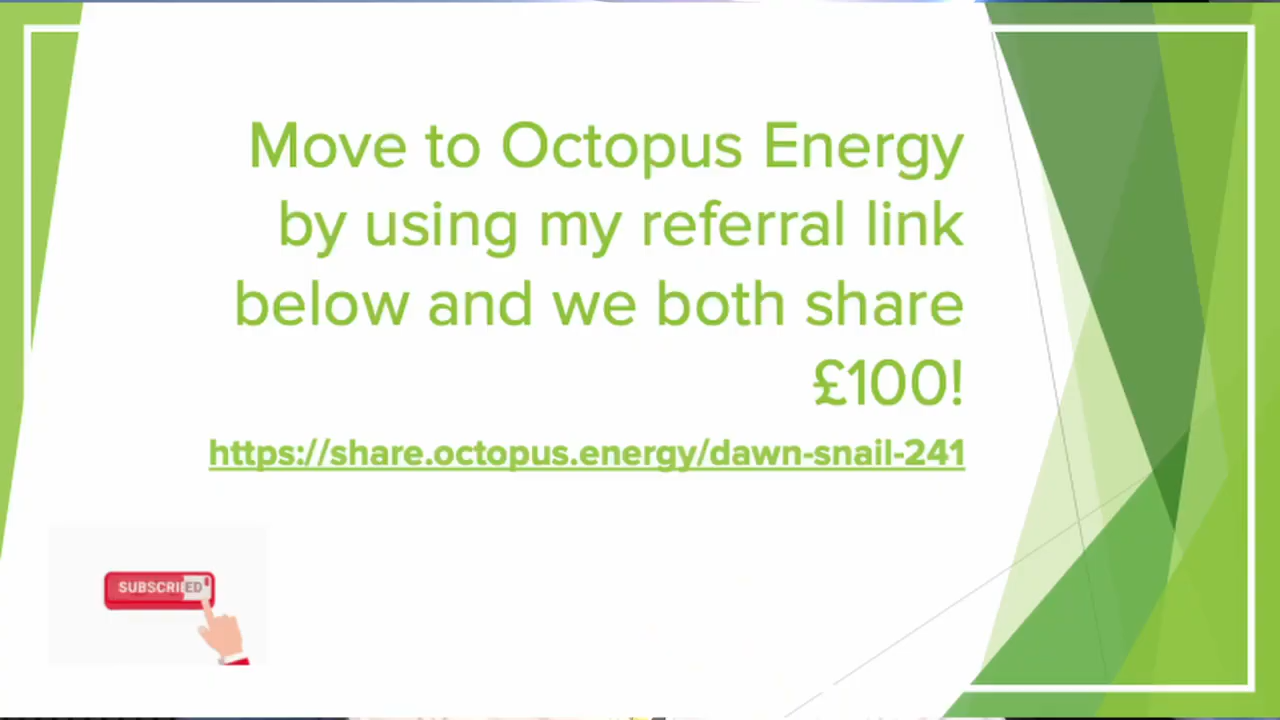 Move to Octopus Energy
by using my referral link
below and we both share
£100!
https://share.octopus.energy/dawn-snail-241